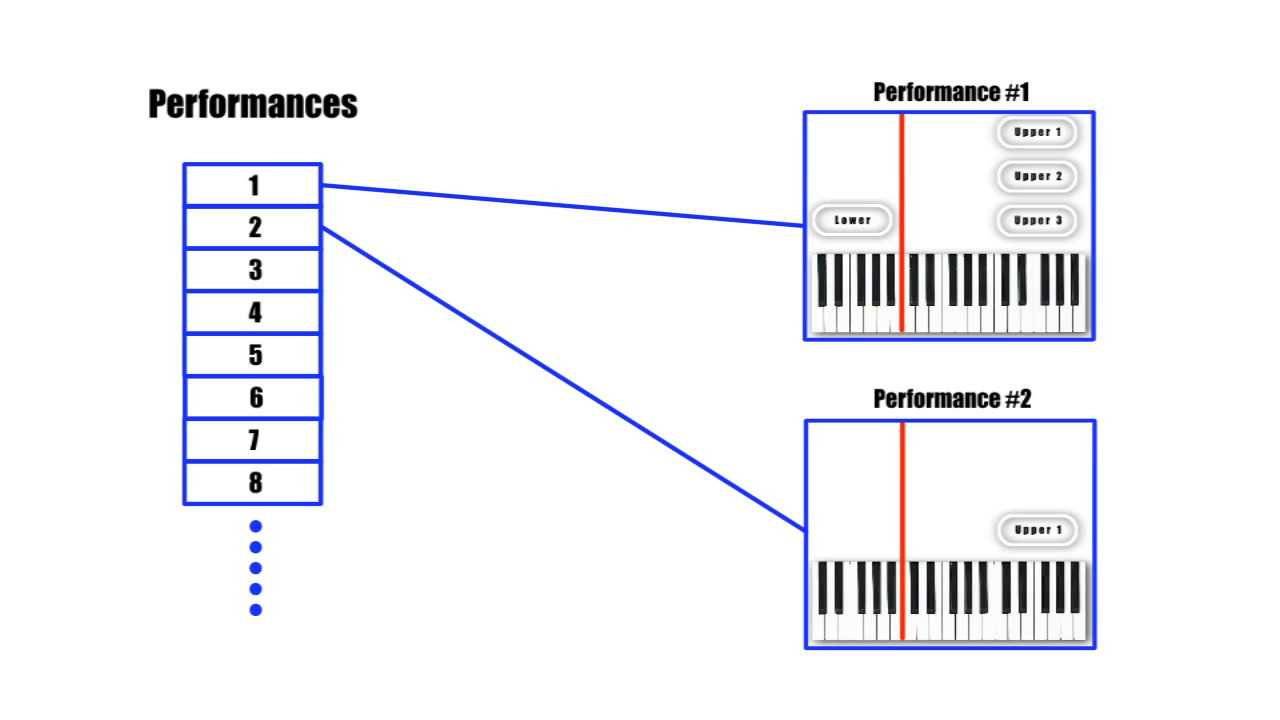 Performances
1
2
3
4
5
6
7
8
Performance #1
Upper 1
Upper 2
Lower
Upper 3
Performance #2
Upper 1